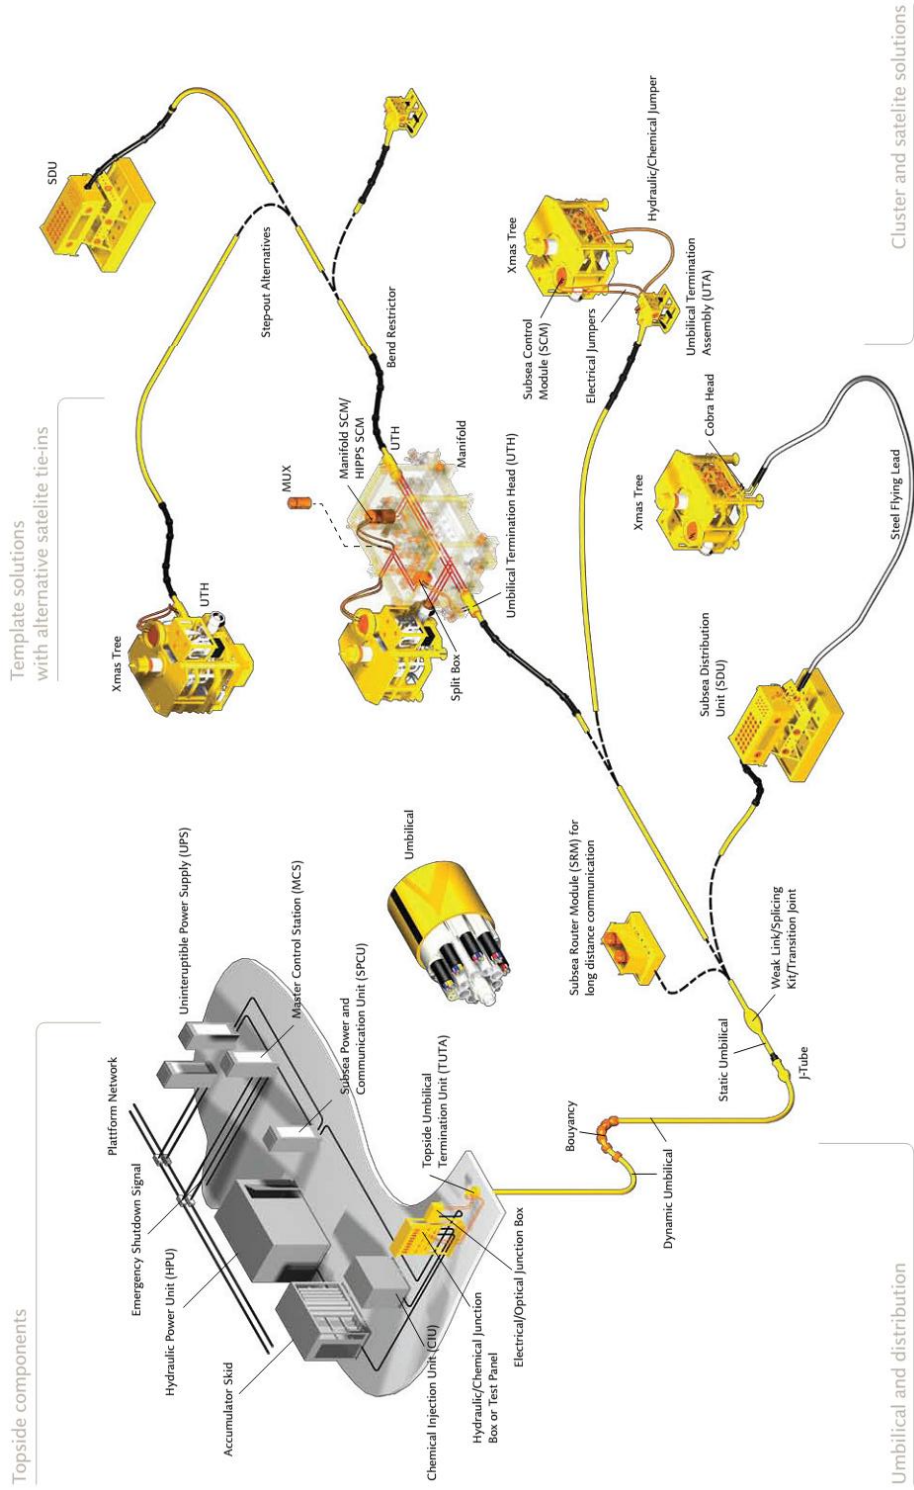 Topside components
Plattform Network
Emergency Shutdown Signal
Hydraulic Power Unit (HPU)
Accumulator Skid
Uninteruptible Power Supply (UPS)
Master Control Station (MCS)
Subsea Power and
Communication Unit (SPCU)
Topside Umbilical
Termination Unit (TUTA)
Chemical Injection Unit (CIU)
Hydraulic/Chemical Junction
Box or Test Panel
Electrical/Optical Junction Box
Umbilical
Template solutions
with alternative satelite tie-ins
Xmas Tree
UTH
SDU
Step-out Alternatives
MUX
Manifold SCM/
HIPPS SCM
UTH
Bend Restrictor
Manifold
Split Box
Umbilical Termination Head (UTH)
Umbilical and distribution
Bouyancy
Dynamic Umbilical
Static Umbilical
J-Tube
Weak Link/Splicing
Kit/Transition Joint
Subsea Router Module (SRM) for
long distance communication
Subsea Distribution
Unit (SDU)
Cluster and satelite solutions
Xmas Tree
Cobra Head
Steel Flying Lead
Xmas Tree
Subsea Control
Module (SCM)
Electrical Jumpers
Hydraulic/Chemical Jumper
Umbilical Termination
Assembly (UTA)